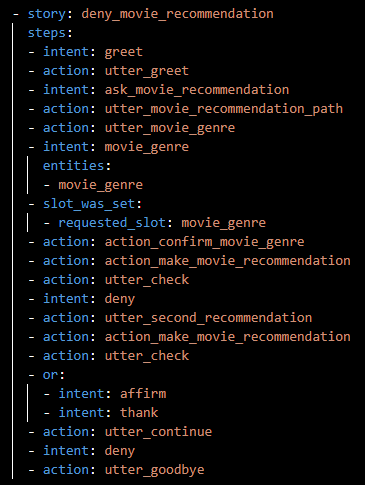 - story: deny_movie_recommendation
steps:
- intent: greet
- action: utter_greet
- intent: ask_movie_recommendation
- action: utter_movie_recommendation_path
- action: utter_movie_genre
- intent: movie_genre
entities:
- movie_genre
- slot_was_set:
- requested_slot: movie_genre
- action: action_confirm_movie_genre
- action: action_make_movie_recommendation
- action: utter_check
- intent: deny
- action: utter_second_recommendation
- action: action_make_movie_recommendation
- action: utter_check
- or:
- intent: affirm
- intent: thank
- action: utter_continue
- intent: deny
- action: utter_goodbye